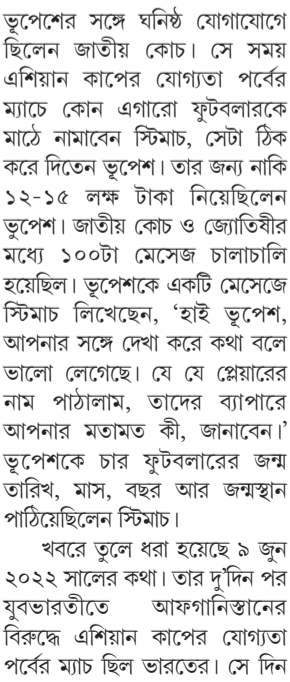 ভূপেশের সঙ্গে ঘনিষ্ঠ যোগাযোগে
ছিলেন জাতীয় কোচ। সে সময়
এশিয়ান কাপের যোগ্যতা পর্বের
ম্যাচে কোন এগারো ফুটবলারকে
মাঠে নামাবেন স্টিমাচ, সেটা ঠিক
করে দিতেন ভূপেশ। তার জন্য নাকি
১২-১৫ লক্ষ টাকা নিয়েছিলেন
ভুপেশ। জাতীয় কোচ ও জ্যোতিষীর
মধ্যে ১০০টা মেসেজ চালাচালি
হয়েছিল। ভূপেশকে একটি মেসেজে
স্টিমাচ লিখেছেন, ‘হাই ভূপেশ,
আপনার সঙ্গে দেখা করে কথা বলে
ভালো লেগেছে। যে যে প্লেয়ারের
নাম পাঠালাম, তাদের ব্যাপারে
আপনার মতামত কী, জানাবেন।’
ভূপেশকে চার ফুটবলারের জন্ম
তারিখ, মাস, বছর আর জন্মস্থান
পাঠিয়েছিলেন স্টিমাচ।
খবরে তুলে ধরা হয়েছে ৯ জুন
২০২২ সালের কথা। তার দু’দিন পর
যুবভারতীতে আফগানিস্তানের
বিরুদ্ধে এশিয়ান কাপের যোগ্যতা
পর্বের ম্যাচ ছিল ভারতের। সে দিন